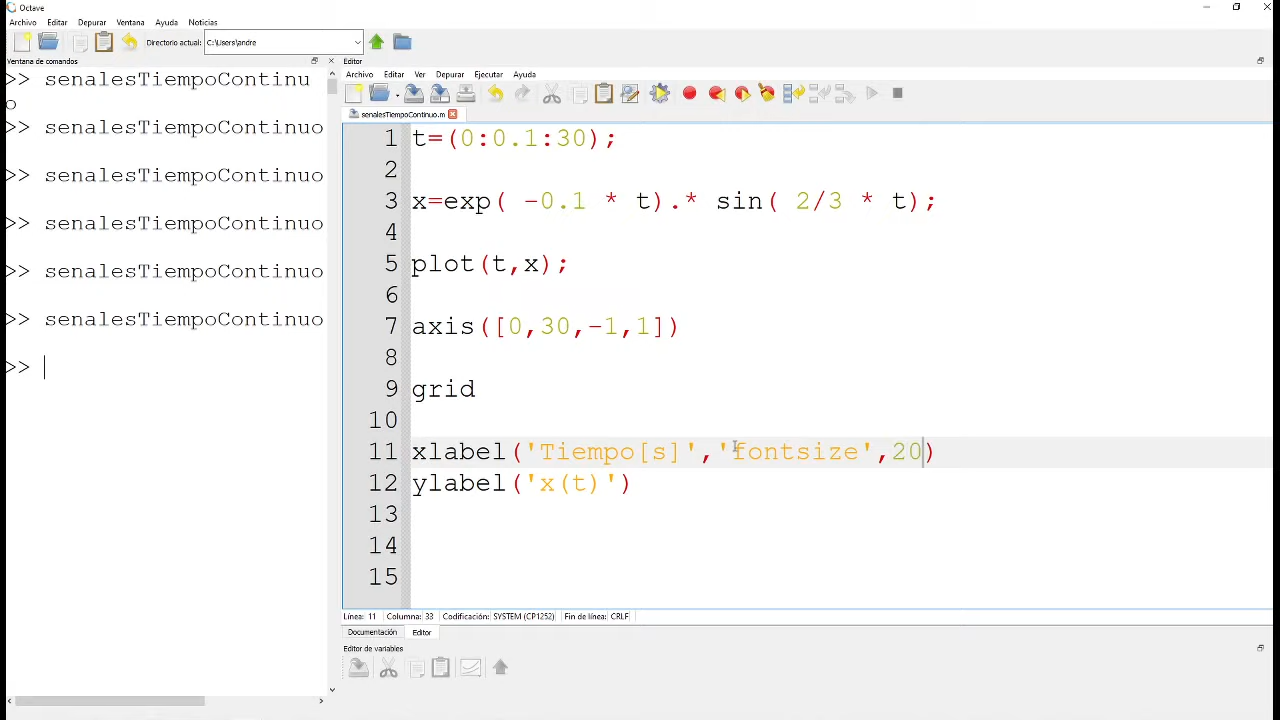 Octave
Archivo Editar Depurar Ventana Ayuda Noticias
Directorio actual: C:\Users\andre
Ventana de comandos
>> senalesTiempoContinu
o
>> senalesTiempoContinuo
>> senalesTiempoContinuo
>> senalesTiempoContinuo
>> senalesTiempoContinuo
>> senalesTiempoContinuo
>>
Editor
Archivo Editar Ver Depurar Ejecutar Ayuda
senalesTiempoContinuo.m
1 t=(0:0.1:30);
2
3 x=exp( -0.1 * t).* sin( 2/3 * t);
4
5 plot(t,x);
6
7 axis([0,30,-1,1])
8
9 grid
10
11 xlabel('Tiempo[s]','fontsize',20)
12 ylabel('x(t)')
13
14
15
Línea: 11 Columna: 33 Codificación: SYSTEM (CP1252) Fin de línea: CRLF
Documentación Editor
Editor de variables